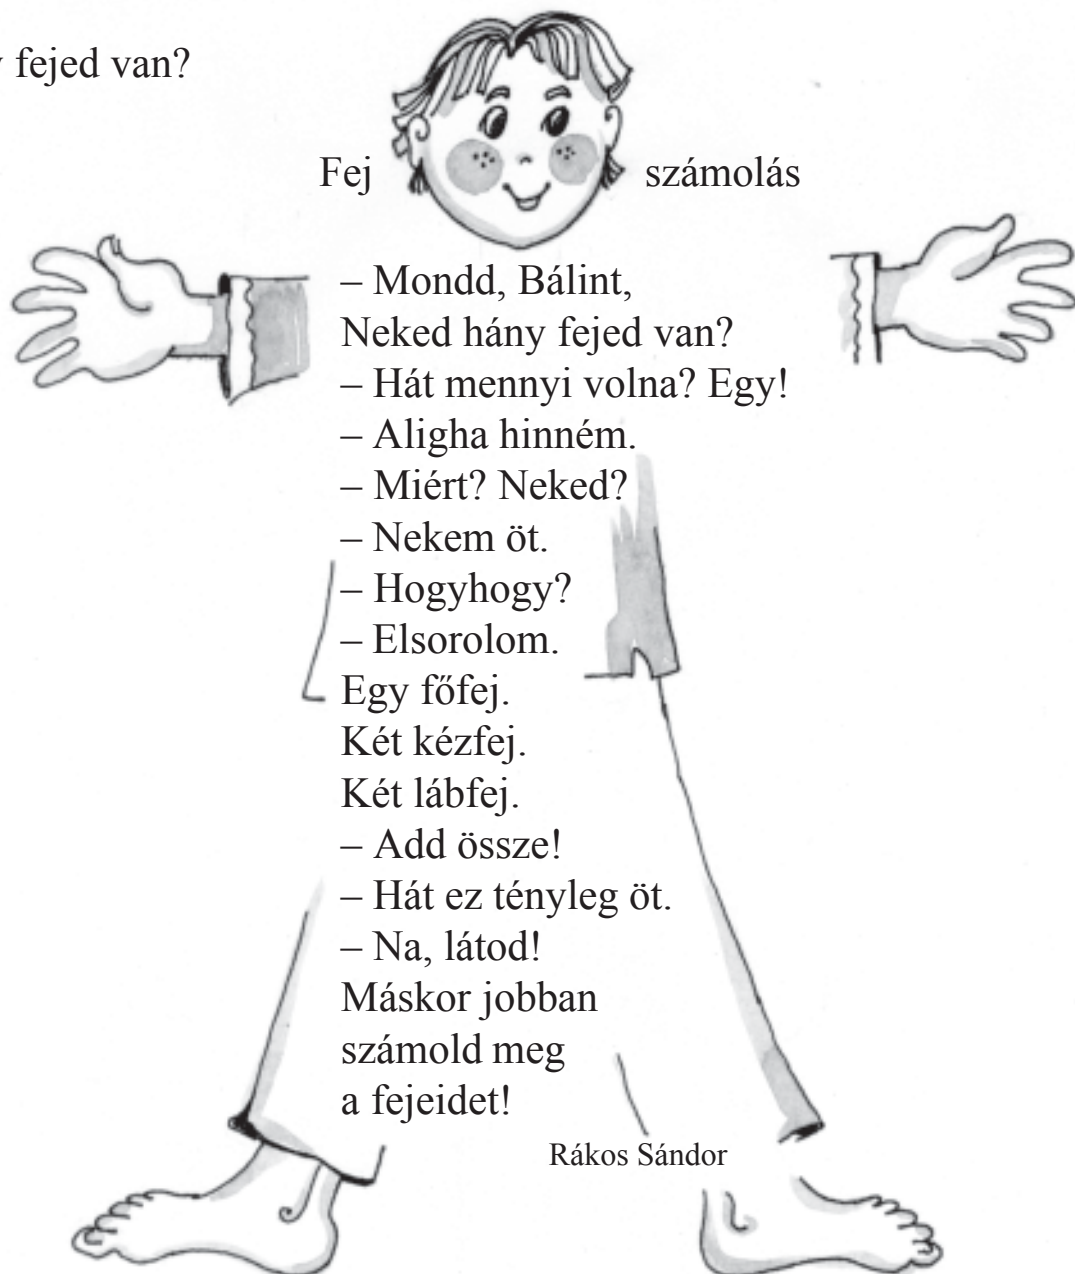 fejed van?
Fej számolás
– Mondd, Bálint,
Neked hány fejed van?
– Hát mennyi volna? Egy!
– Aligha hinném.
– Miért? Neked?
– Nekem öt.
– Hogyhogy?
– Elsorolom.
Egy főfej.
Két kézfej.
Két lábfej.
– Add össze!
– Hát ez tényleg öt.
– Na, látod!
Máskor jobban
számold meg
a fejeidet!
Rákos Sándor